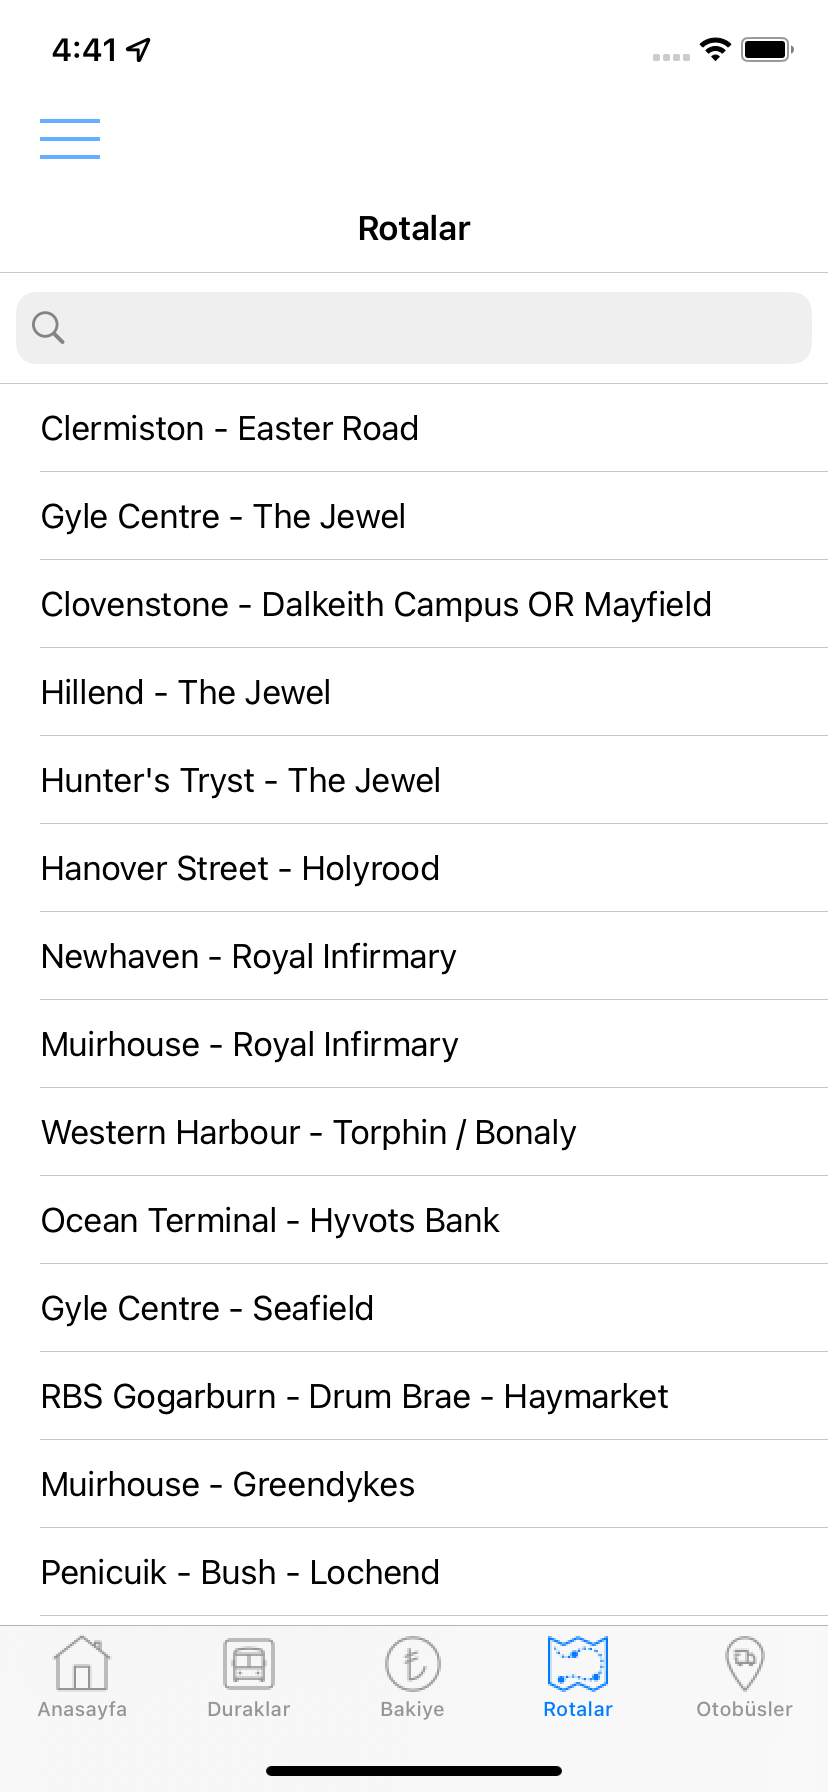 4:41
Rotalar
Clermiston - Easter Road
Gyle Centre - The Jewel
Clovenstone - Dalkeith Campus OR Mayfield
Hillend - The Jewel
Hunter's Tryst - The Jewel
Hanover Street - Holyrood
Newhaven - Royal Infirmary
Muirhouse - Royal Infirmary
Western Harbour - Torphin / Bonaly
Ocean Terminal - Hyvots Bank
Gyle Centre - Seafield
RBS Gogarburn - Drum Brae - Haymarket
Muirhouse - Greendykes
Penicuik - Bush - Lochend
Anasayfa Duraklar Bakiye Rotalar Otobüsler